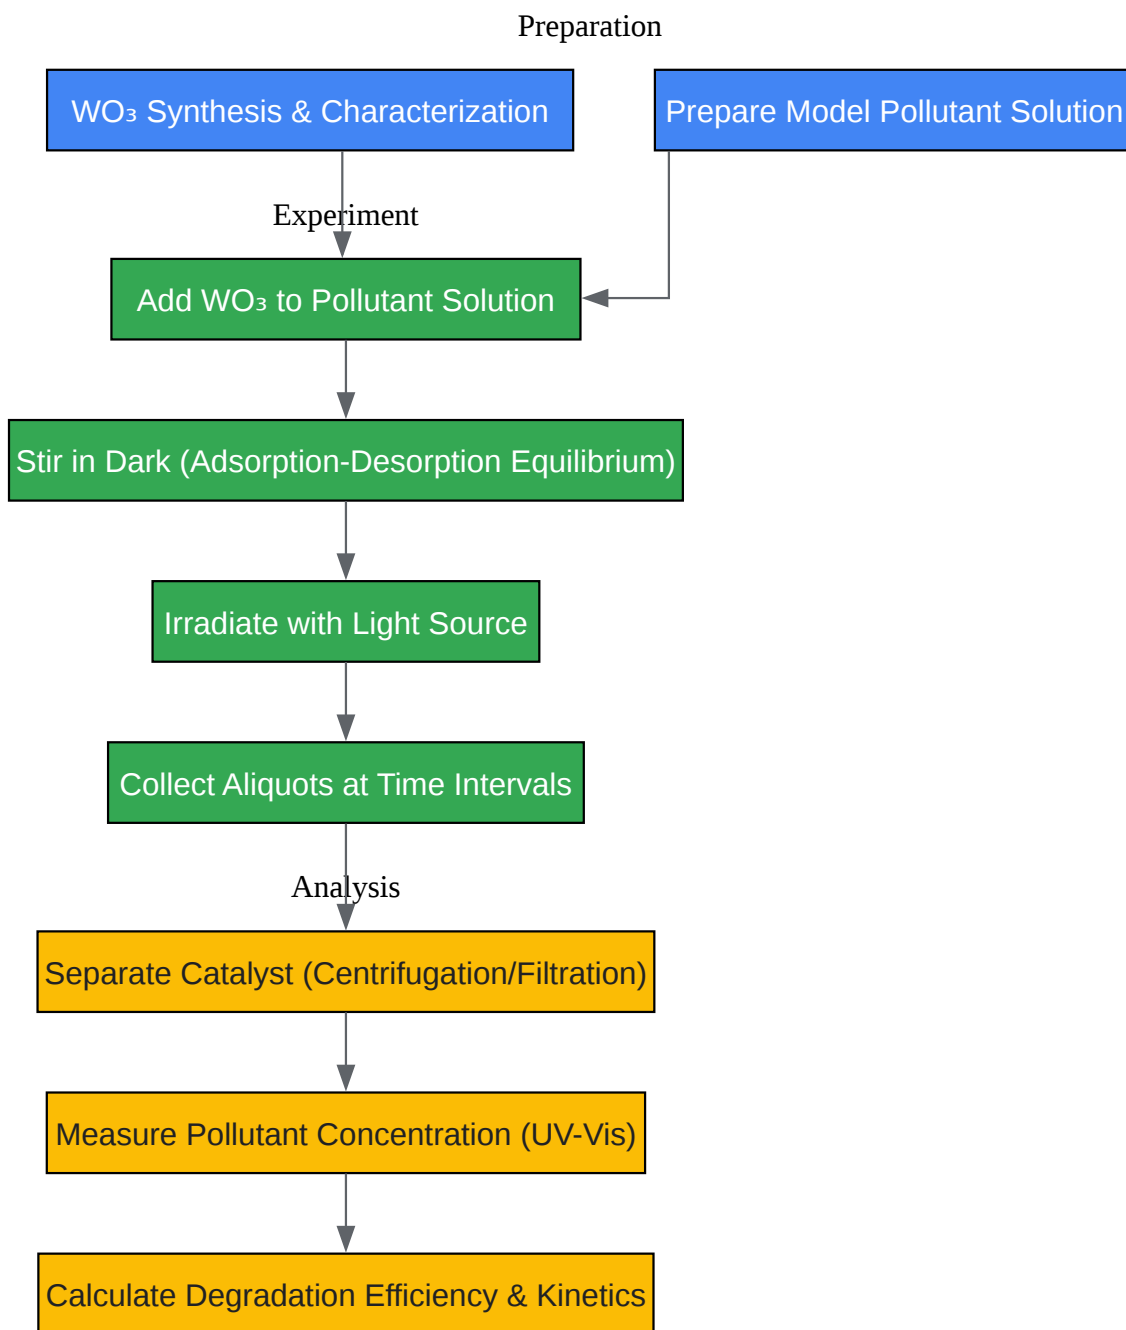 Preparation
WO₃ Synthesis & Characterization
Prepare Model Pollutant Solution
Experiment
Add WO₃ to Pollutant Solution
Stir in Dark (Adsorption-Desorption Equilibrium)
Irradiate with Light Source
Collect Aliquots at Time Intervals
Analysis
Separate Catalyst (Centrifugation/Filtration)
Measure Pollutant Concentration (UV-Vis)
Calculate Degradation Efficiency & Kinetics